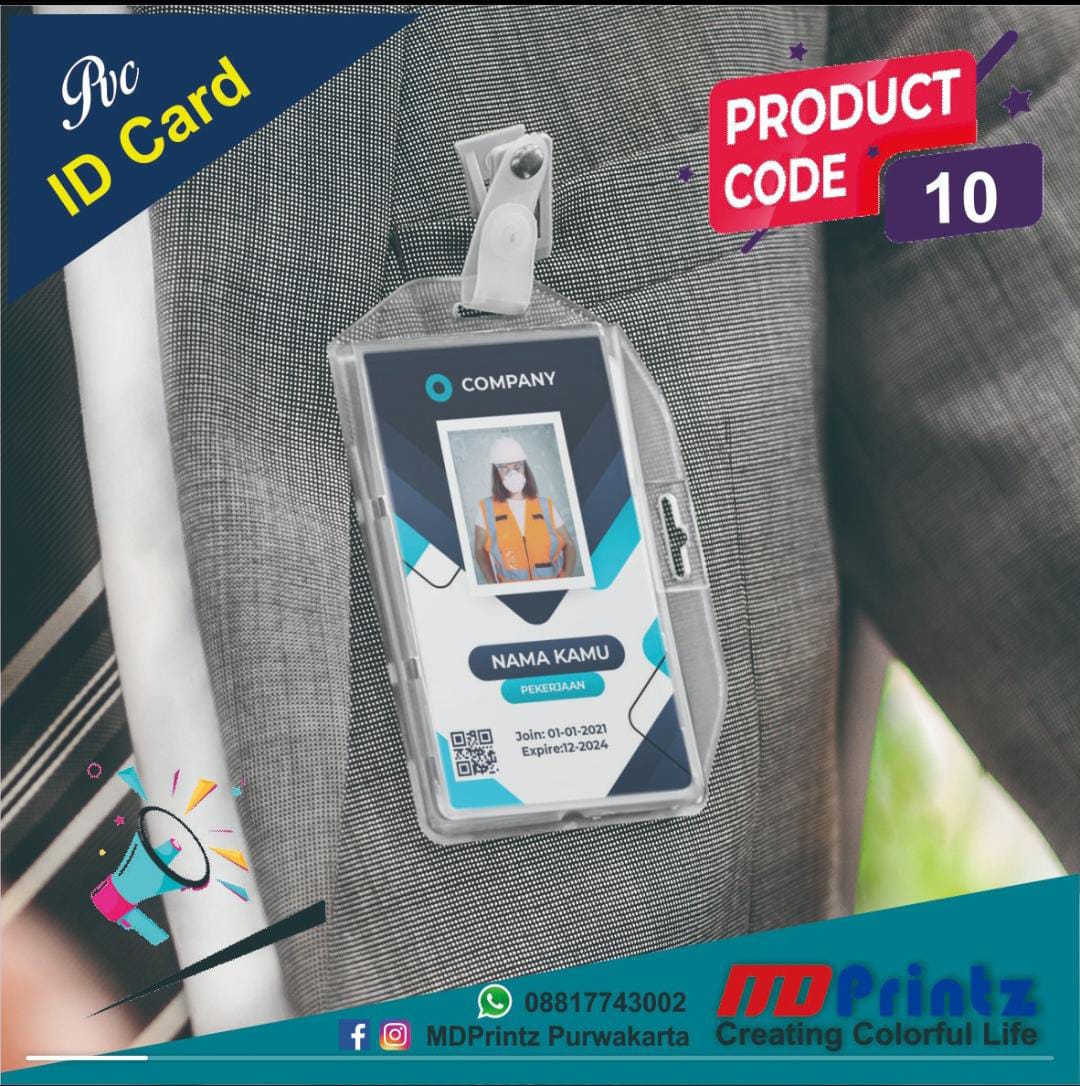 Pvc
ID Card
PRODUCT
CODE
10
COMPANY
NAMA KAMU
PEKERJAAN
Join: 01-01-2021
Expire:12-2024
08817743002
MDPrintz Purwakarta
MDPrintz
Creating Colorful Life